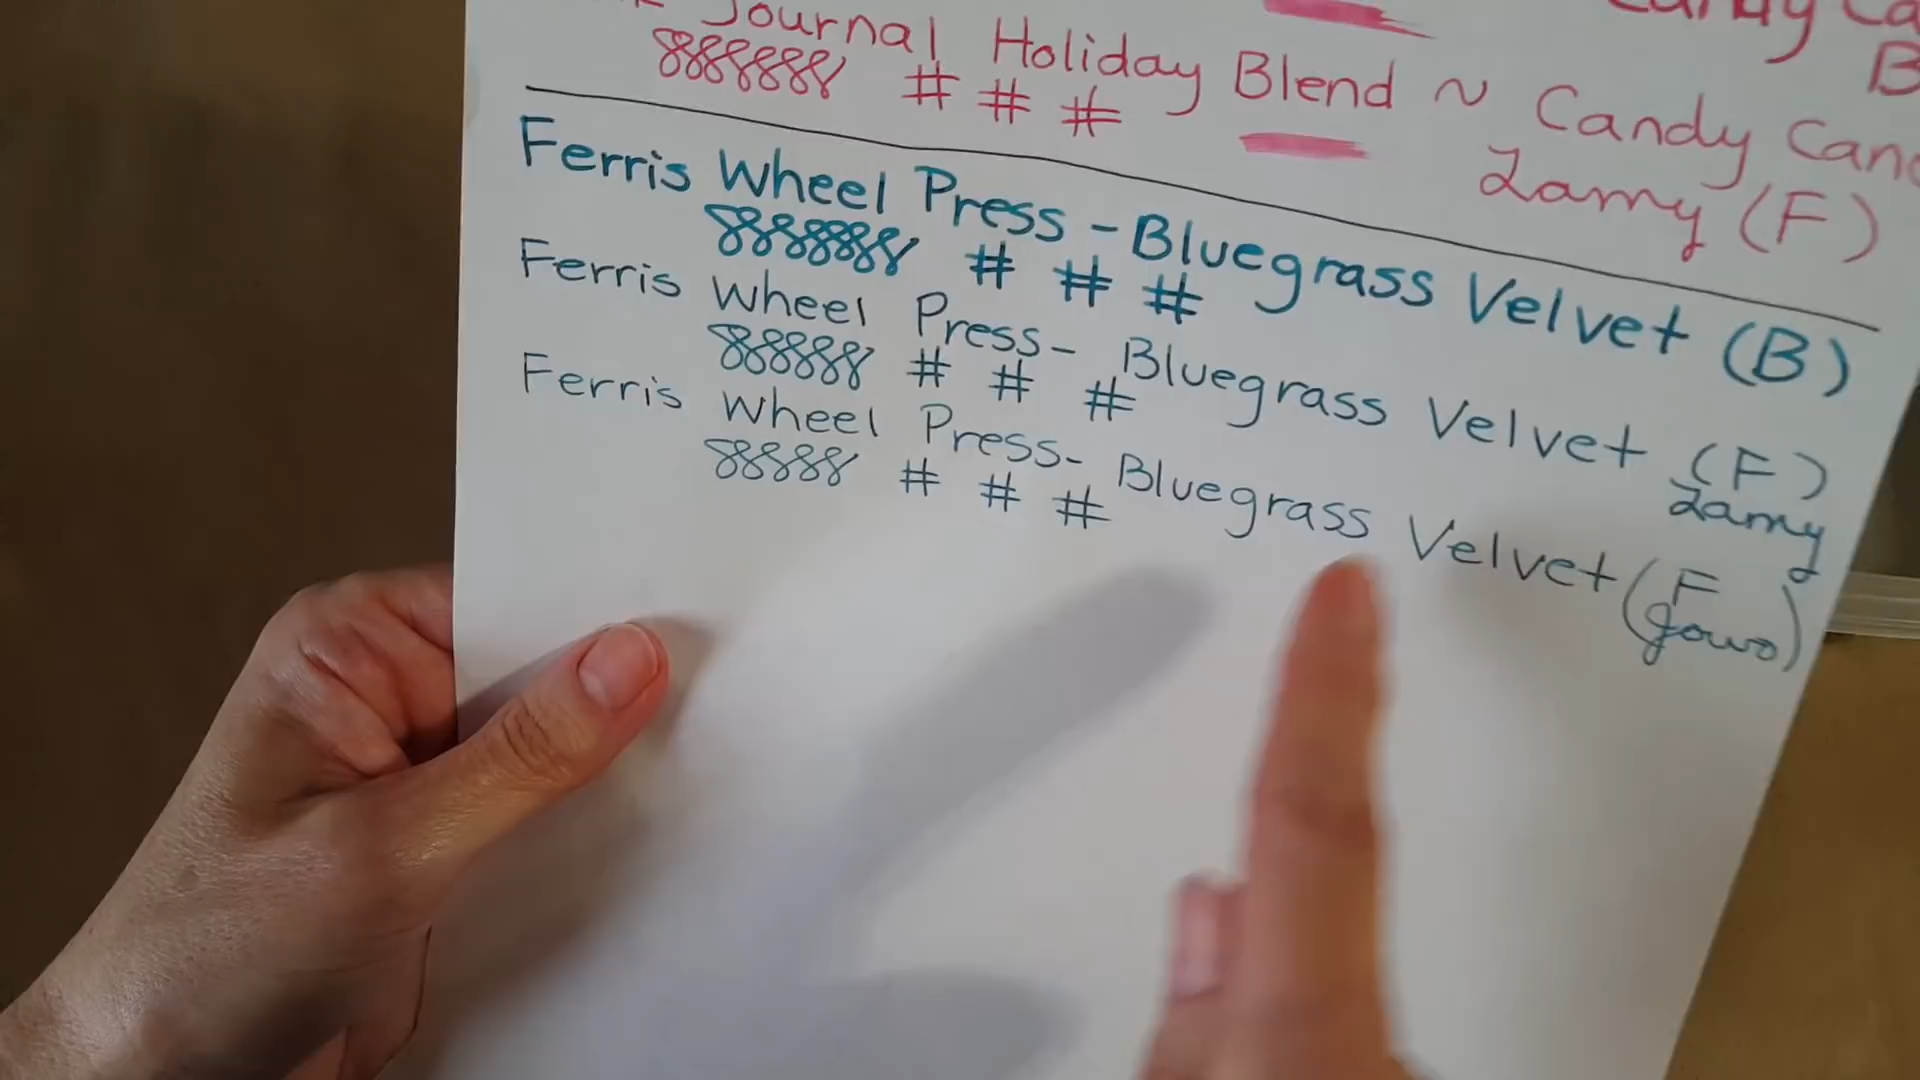 Journal Holiday Blend ~ Candy Can
8888888 # # # Lamy (F)
Ferris Wheel Press - Bluegrass Velvet (B)
8888888 # # #
Ferris Wheel Press - Bluegrass Velvet (F)
888888 # # # Lamy
Ferris Wheel Press - Bluegrass Velvet (F
88888 # # # Jowo)